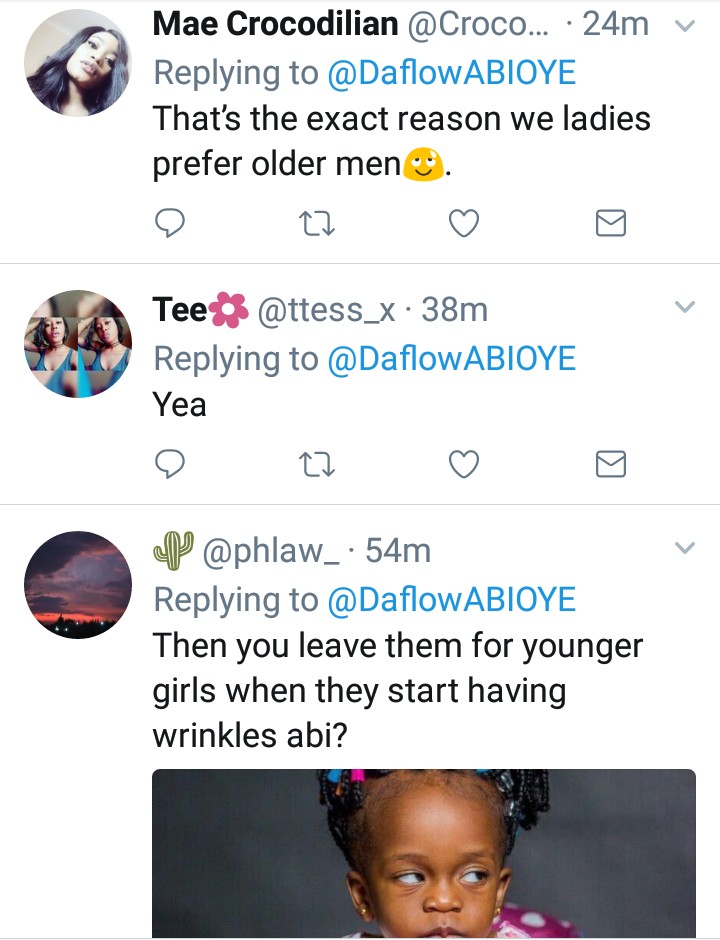 Mae Crocodilian @Croco... · 24m
Replying to @DaflowABIOYE
That's the exact reason we ladies
prefer older men😌.
Tee🌸 @ttess_x · 38m
Replying to @DaflowABIOYE
Yea
🌵 @phlaw_ · 54m
Replying to @DaflowABIOYE
Then you leave them for younger
girls when they start having
wrinkles abi?